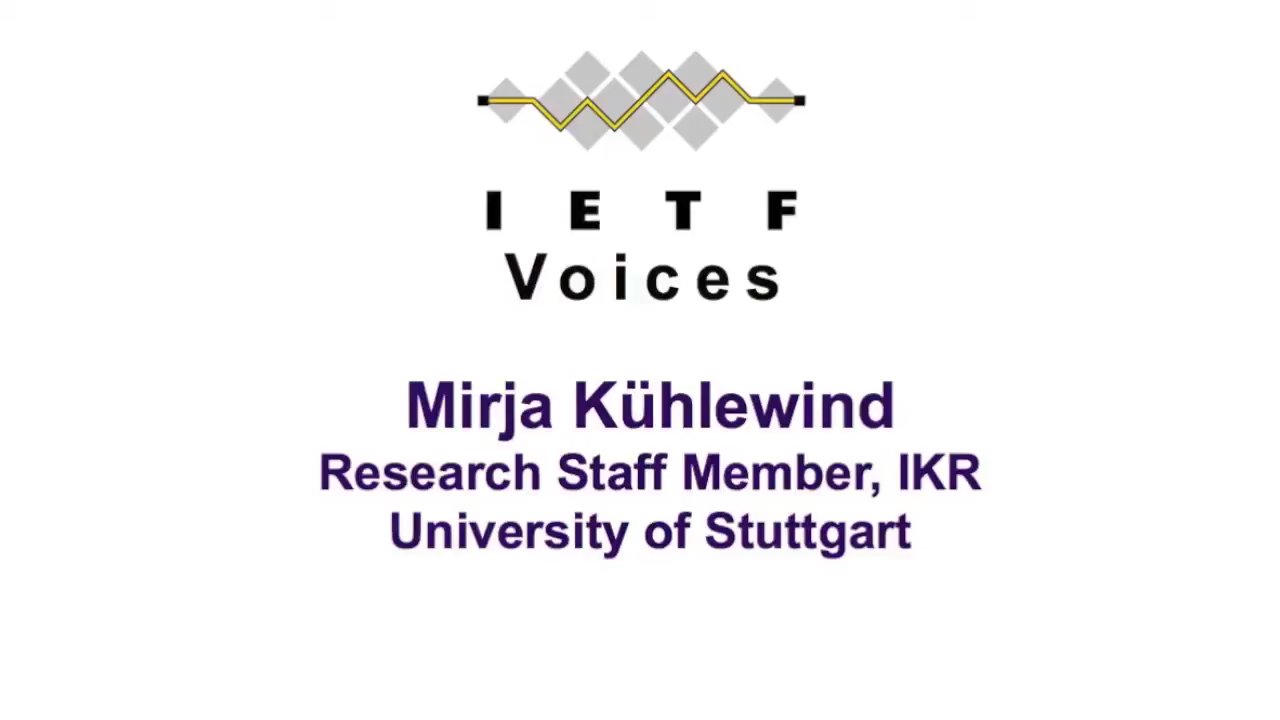 I E T F
Voices
Mirja Kühlewind
Research Staff Member, IKR
University of Stuttgart